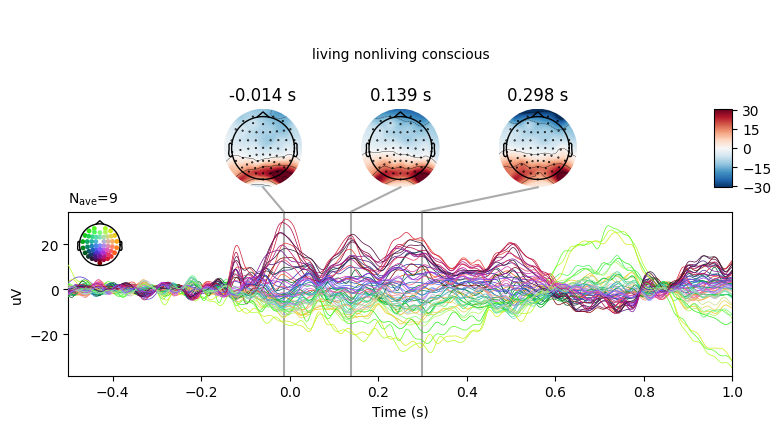 living nonliving conscious
-0.014 s 0.139 s 0.298 s
30
15
0
−15
−30
Nave=9
20
0
−20
uV
−0.4 −0.2 0.0 0.2 0.4 0.6 0.8 1.0
Time (s)